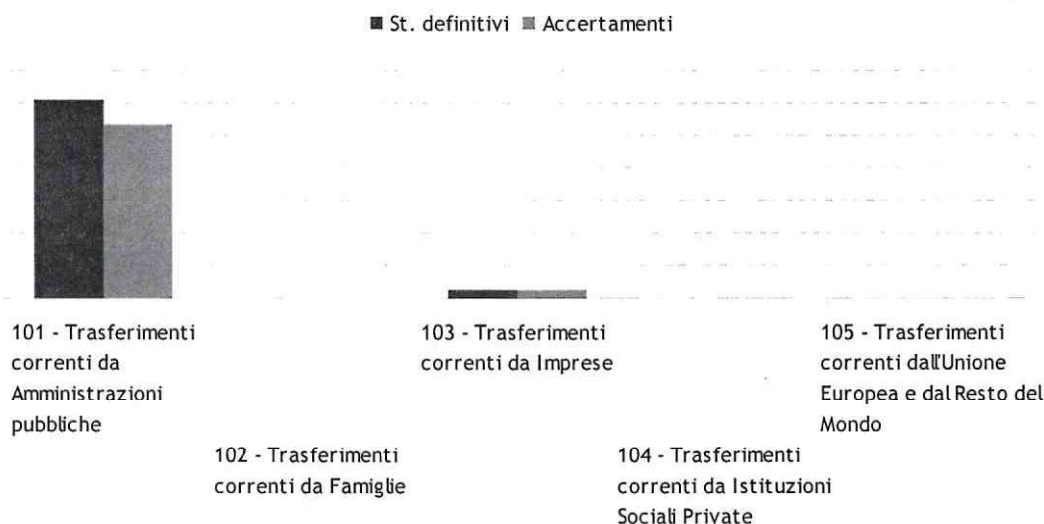 St. definitivi Accertamenti
101 - Trasferimenti
correnti da
Amministrazioni
pubbliche
102 - Trasferimenti
correnti da Famiglie
103 - Trasferimenti
correnti da Imprese
104 - Trasferimenti
correnti da Istituzioni
Sociali Private
105 - Trasferimenti
correnti dall'Unione
Europea e dal Resto del
Mondo